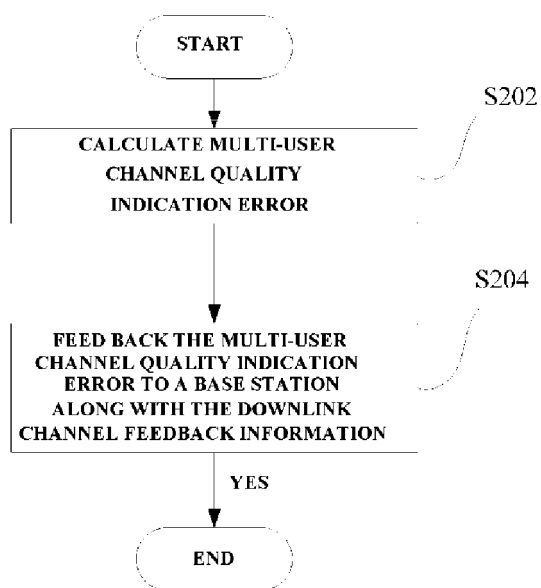 START
S202
CALCULATE MULTI-USER
CHANNEL QUALITY
INDICATION ERROR
S204
FEED BACK THE MULTI-USER
CHANNEL QUALITY INDICATION
ERROR TO A BASE STATION
ALONG WITH THE DOWNLINK
CHANNEL FEEDBACK INFORMATION
YES
END